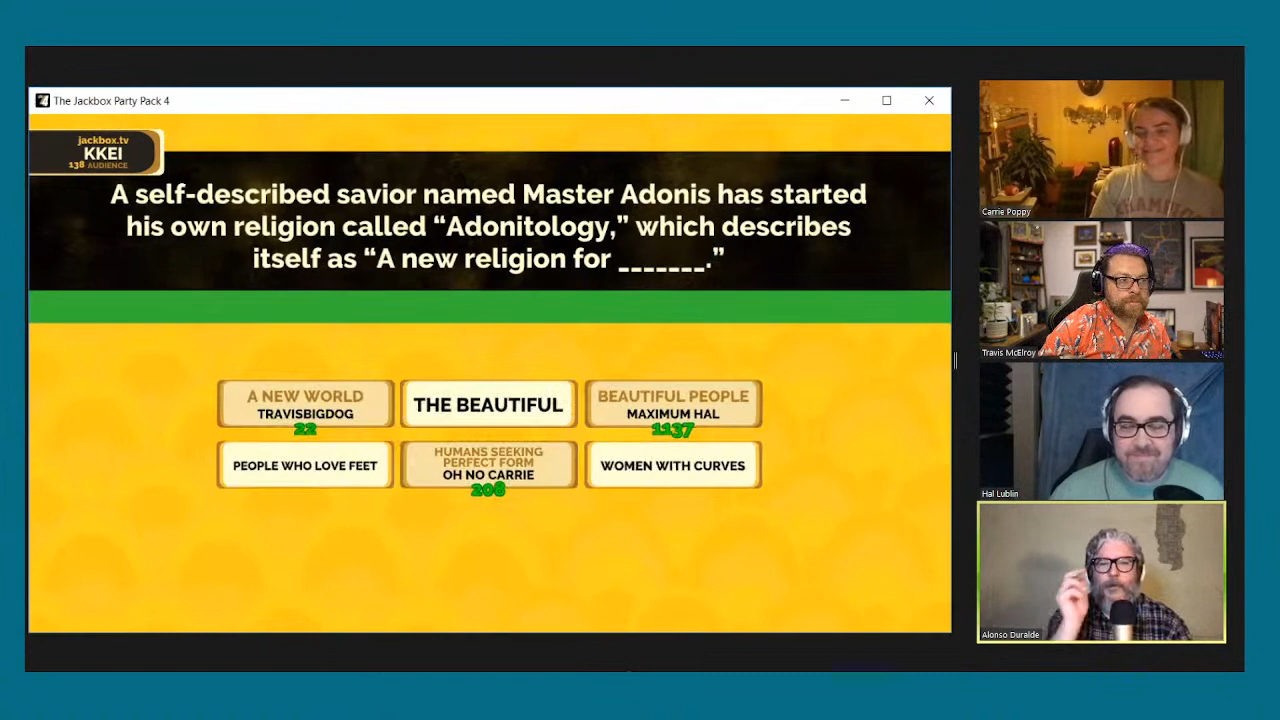 The Jackbox Party Pack 4
jackbox.tv
KKEI
138 AUDIENCE
A self-described savior named Master Adonis has started
his own religion called “Adonitology,” which describes
itself as “A new religion for _______.”
A NEW WORLD
TRAVISBIGDOG
22
THE BEAUTIFUL
BEAUTIFUL PEOPLE
MAXIMUM HAL
1137
PEOPLE WHO LOVE FEET
HUMANS SEEKING
PERFECT FORM
OH NO CARRIE
208
WOMEN WITH CURVES
CHAMPION
Carrie Poppy
Travis McElroy
Hal Lublin
Alonso Duralde